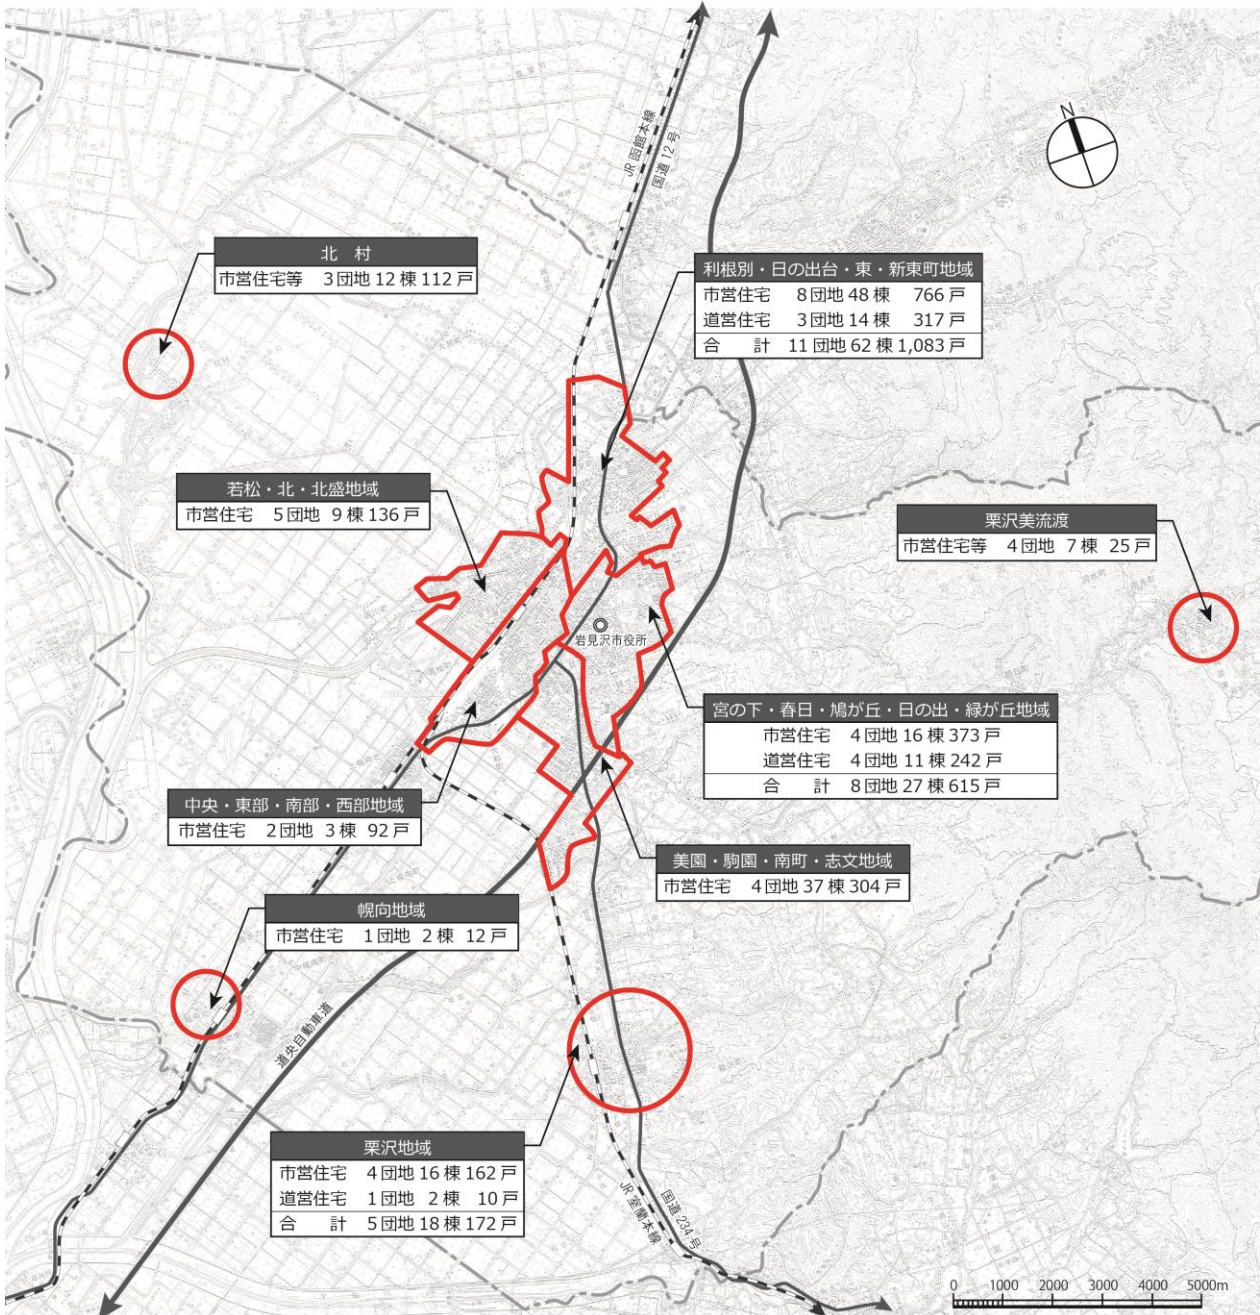 N
JR 函館本線
国道 12 号
北　村
市営住宅等　3 団地 12 棟 112 戸
利根別・日の出台・東・新東町地域
市営住宅　8 団地 48 棟　766 戸
道営住宅　3 団地 14 棟　317 戸
合　計　11 団地 62 棟 1,083 戸
若松・北・北盛地域
市営住宅　5 団地　9 棟 136 戸
栗沢美流渡
市営住宅等　4 団地　7 棟　25 戸
岩見沢市役所
宮の下・春日・鳩が丘・日の出・緑が丘地域
市営住宅　4 団地 16 棟 373 戸
道営住宅　4 団地 11 棟 242 戸
合　計　8 団地 27 棟 615 戸
中央・東部・南部・西部地域
市営住宅　2 団地　3 棟　92 戸
美園・駒園・南町・志文地域
市営住宅　4 団地 37 棟 304 戸
幌向地域
市営住宅　1 団地　2 棟　12 戸
道央自動車道
栗沢地域
市営住宅　4 団地 16 棟 162 戸
道営住宅　1 団地　2 棟　10 戸
合　計　5 団地 18 棟 172 戸
JR 室蘭本線
国道 234 号
0　1000　2000　3000　4000　5000m